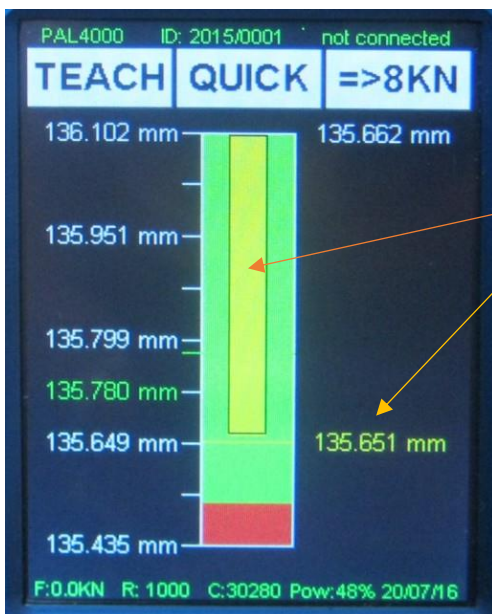 PAL4000 ID: 2015/0001 not connected
TEACH QUICK =>8KN
136.102 mm 135.662 mm
135.951 mm
135.799 mm
135.780 mm
135.649 mm 135.651 mm
135.435 mm
F:0.0KN R: 1000 C:30280 Pow:48% 20/07/16